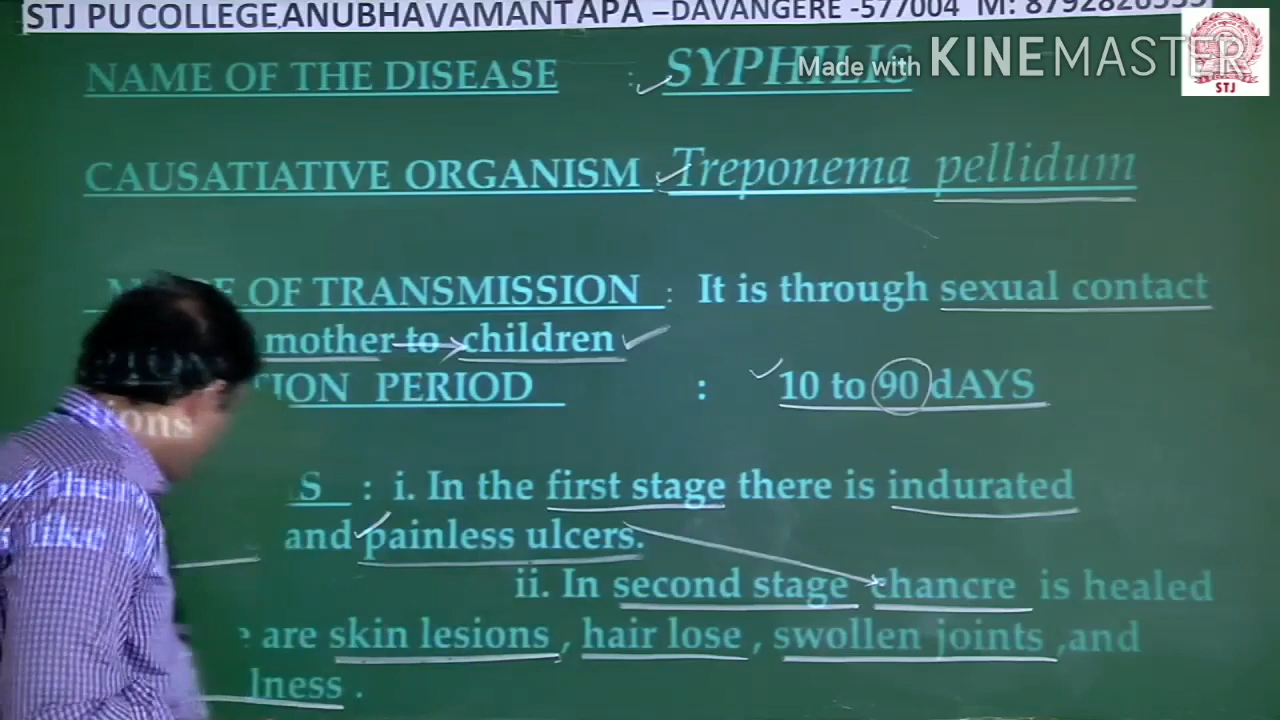 STJ PU COLLEGE,ANUBHAVAMANTAPA –DAVANGERE -577004 M:
Made with KINEMASTER
STJ
NAME OF THE DISEASE : SYPHILIS
CAUSATIATIVE ORGANISM Treponema pellidum
OF TRANSMISSION : It is through sexual contact
mother to children
PERIOD : 10 to 90 dAYS
: i. In the first stage there is indurated
and painless ulcers.
ii. In second stage chancre is healed
are skin lesions , hair lose , swollen joints ,and